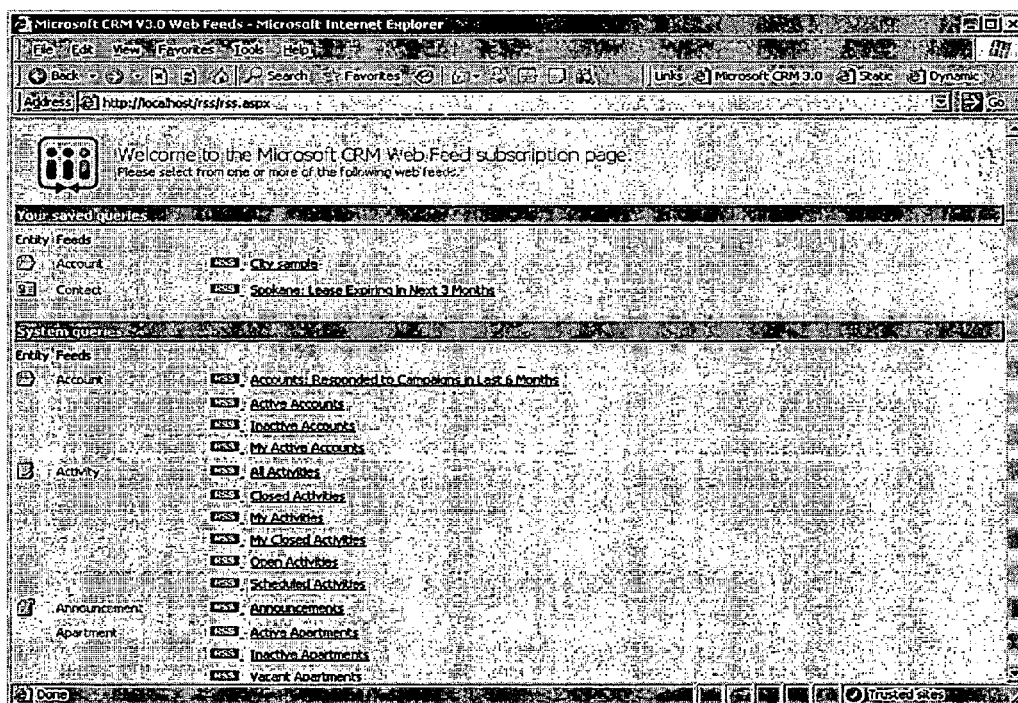 Microsoft CRM V3.0 Web Feeds - Microsoft Internet Explorer
File Edit View Favorites Tools Help
Back Search Favorites Links Microsoft CRM 3.0 Static Dynamic
Address http://localhost/rss/rss.aspx Go
Welcome to the Microsoft CRM Web Feed subscription page.
Please select from one or more of the following web feeds.
Your saved queries
Entity Feeds
Account RSS City sample
Contact RSS Spokane: Lease Expiring in Next 3 Months
System queries
Entity Feeds
Account RSS Accounts: Responded to Campaigns in Last 6 Months
RSS Active Accounts
RSS Inactive Accounts
RSS My Active Accounts
Activity RSS All Activities
RSS Closed Activities
RSS My Activities
RSS My Closed Activities
RSS Open Activities
RSS Scheduled Activities
Announcement RSS Announcements
Apartment RSS Active Apartments
RSS Inactive Apartments
RSS Vacant Apartments
Done Trusted sites